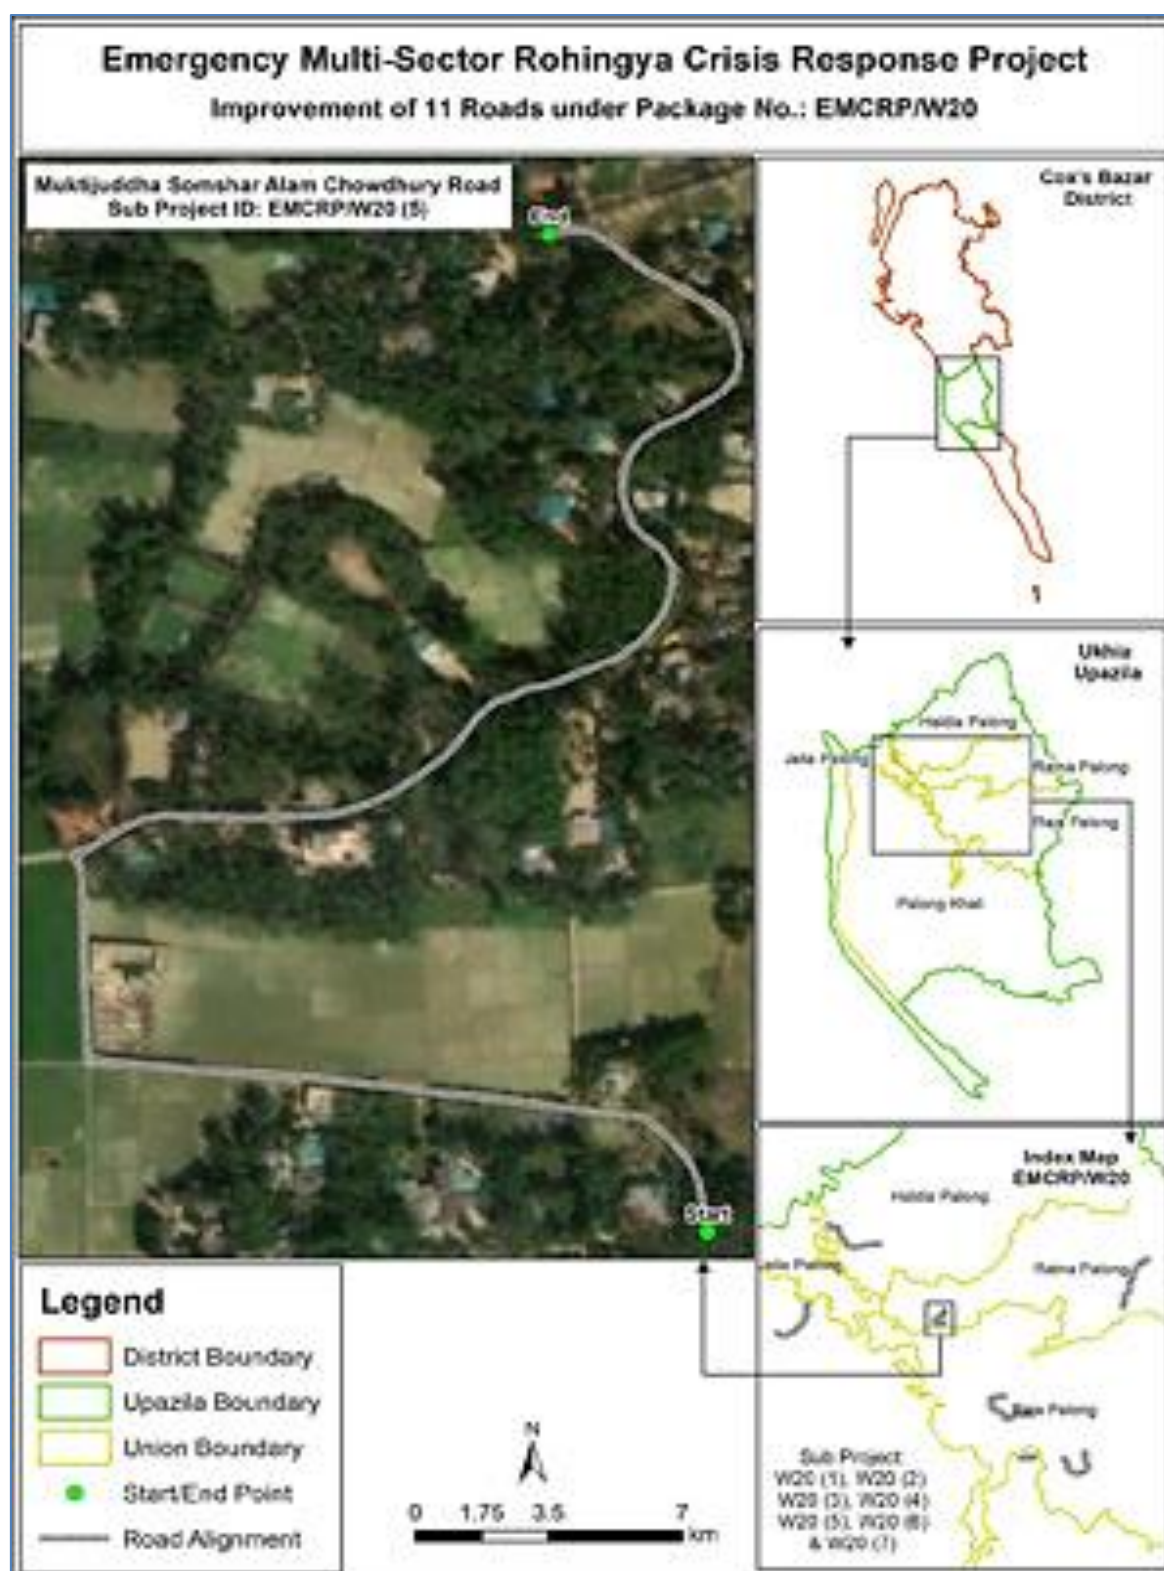 Emergency Multi-Sector Rohingya Crisis Response Project
Improvement of 11 Roads under Package No.: EMCRP/W20
Muktijuddha Somshar Alam Chowdhury Road
Sub Project ID: EMCRP/W20 (5)
End
Start
Cox's Bazar
District
1
Ukhia
Upazila
Haldia Palong
Jalia Palong
Ratna Palong
Raja Palong
Palong Khali
Index Map
EMCRP/W20
Haldia Palong
Jalia Palong
Ratna Palong
Raja Palong
Sub Project
W20 (1), W20 (2)
W20 (3), W20 (4)
W20 (5), W20 (6)
& W20 (7)
Legend
District Boundary
Upazila Boundary
Union Boundary
Start/End Point
Road Alignment
N
0 1.75 3.5 7
km